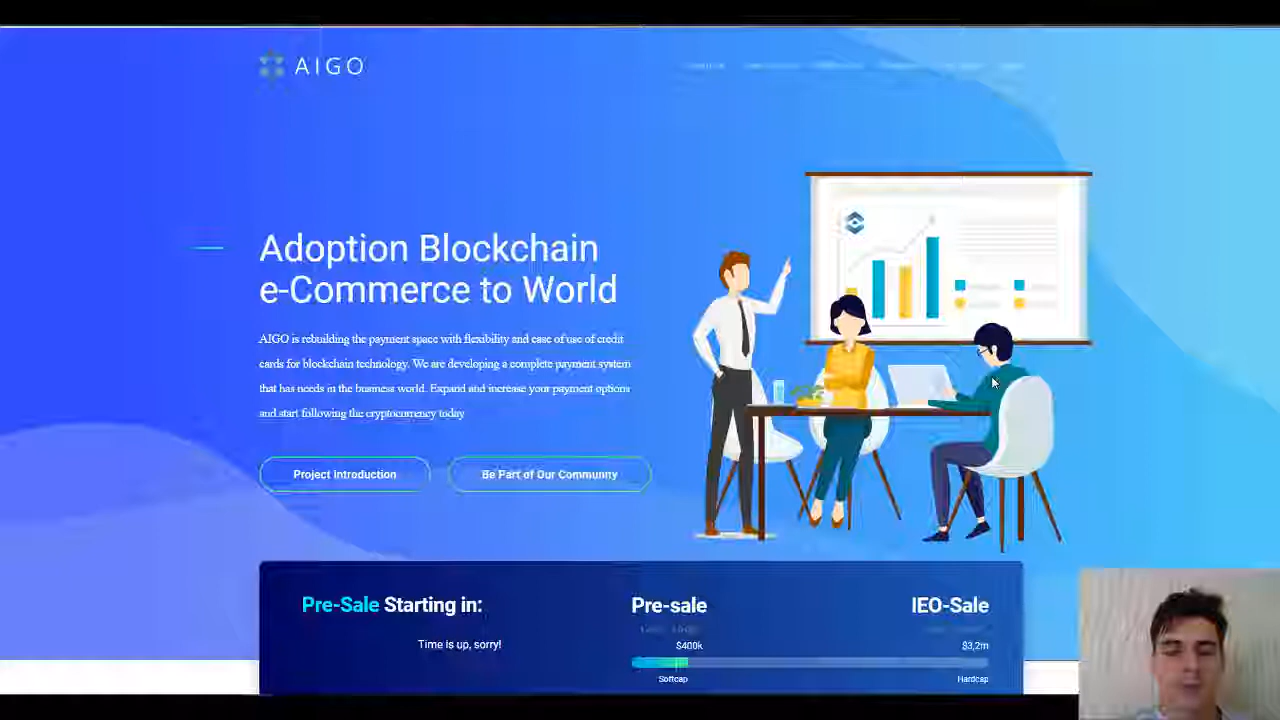 AIGO
Adoption Blockchain
e-Commerce to World
AIGO is rebuilding the payment space with flexibility and ease of use of credit
cards for blockchain technology. We are developing a complete payment system
that has needs in the business world. Expand and increase your payment options
and start following the cryptocurrency today
Project Introduction
Be Part of Our Community
Pre-Sale Starting in:
Time is up, sorry!
Pre-sale
IEO-Sale
$400k
$3,2m
Softcap
Hardcap